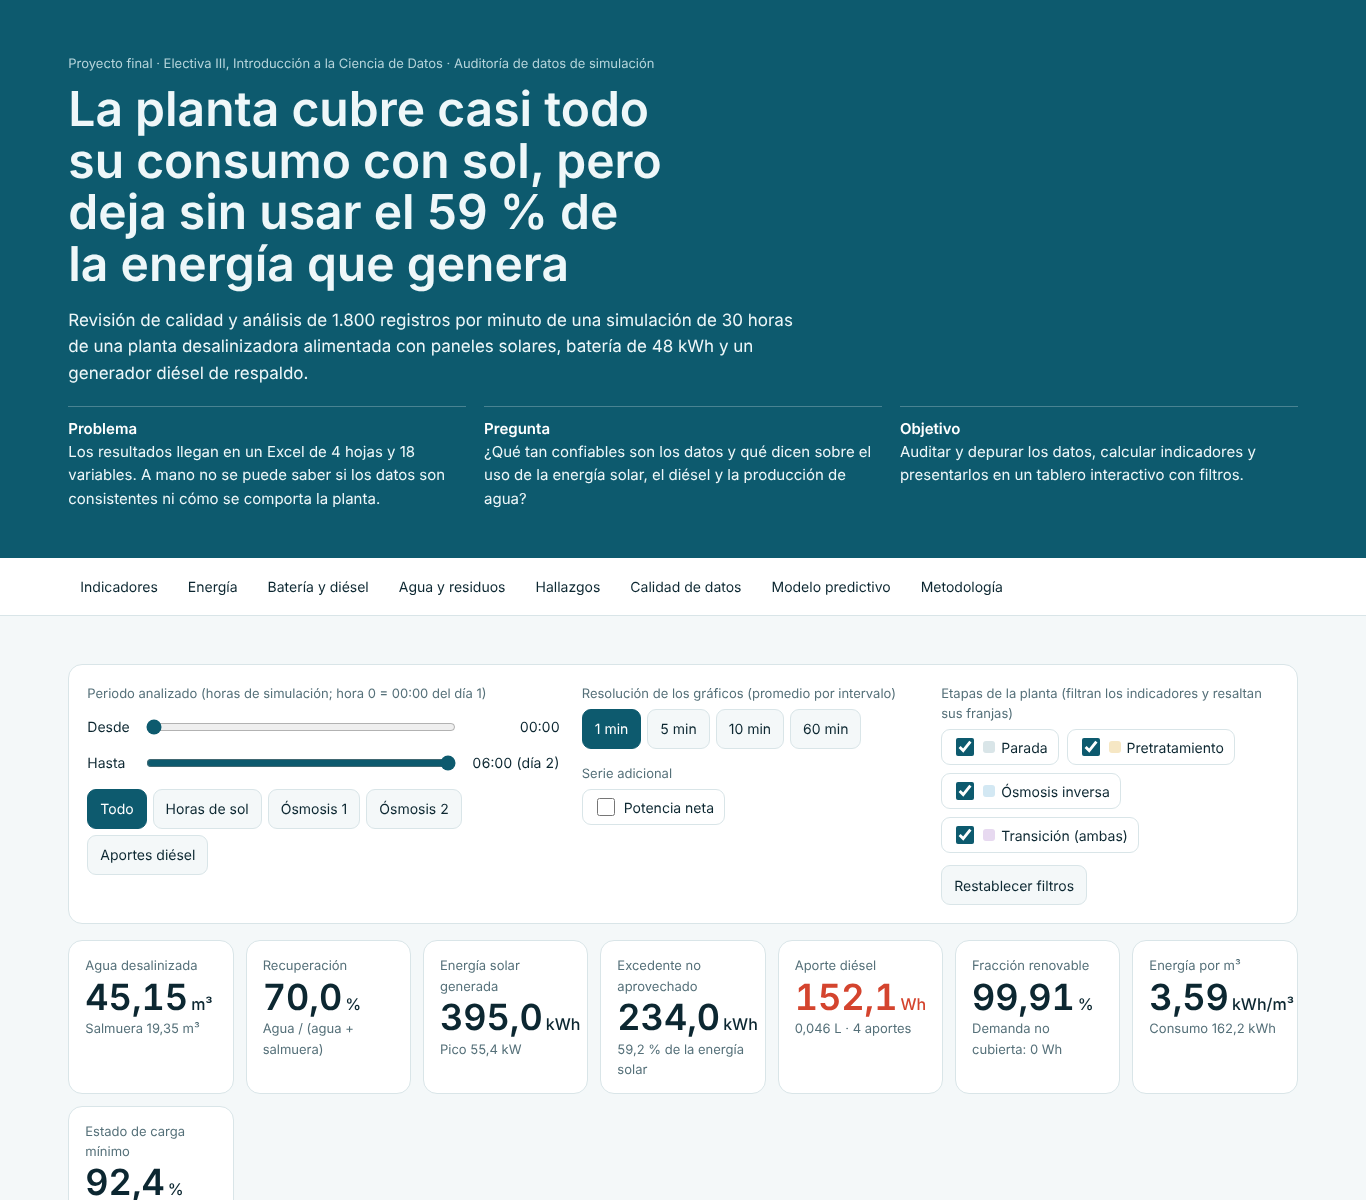 Proyecto final · Electiva III, Introducción a la Ciencia de Datos · Auditoría de datos de simulación
La planta cubre casi todo
su consumo con sol, pero
deja sin usar el 59 % de
la energía que genera
Revisión de calidad y análisis de 1.800 registros por minuto de una simulación de 30 horas
de una planta desalinizadora alimentada con paneles solares, batería de 48 kWh y un
generador diésel de respaldo.
Problema
Los resultados llegan en un Excel de 4 hojas y 18
variables. A mano no se puede saber si los datos son
consistentes ni cómo se comporta la planta.
Pregunta
¿Qué tan confiables son los datos y qué dicen sobre el
uso de la energía solar, el diésel y la producción de
agua?
Objetivo
Auditar y depurar los datos, calcular indicadores y
presentarlos en un tablero interactivo con filtros.
Indicadores Energía Batería y diésel Agua y residuos Hallazgos Calidad de datos Modelo predictivo Metodología
Periodo analizado (horas de simulación; hora 0 = 00:00 del día 1)
Desde 00:00
Hasta 06:00 (día 2)
Todo Horas de sol Ósmosis 1 Ósmosis 2
Aportes diésel
Resolución de los gráficos (promedio por intervalo)
1 min 5 min 10 min 60 min
Serie adicional
Potencia neta
Etapas de la planta (filtran los indicadores y resaltan
sus franjas)
Parada Pretratamiento
Ósmosis inversa
Transición (ambas)
Restablecer filtros
Agua desalinizada
45,15 m³
Salmuera 19,35 m³
Recuperación
70,0 %
Agua / (agua +
salmuera)
Energía solar
generada
395,0 kWh
Pico 55,4 kW
Excedente no
aprovechado
234,0 kWh
59,2 % de la energía
solar
Aporte diésel
152,1 Wh
0,046 L · 4 aportes
Fracción renovable
99,91 %
Demanda no
cubierta: 0 Wh
Energía por m³
3,59 kWh/m³
Consumo 162,2 kWh
Estado de carga
mínimo
92,4 %